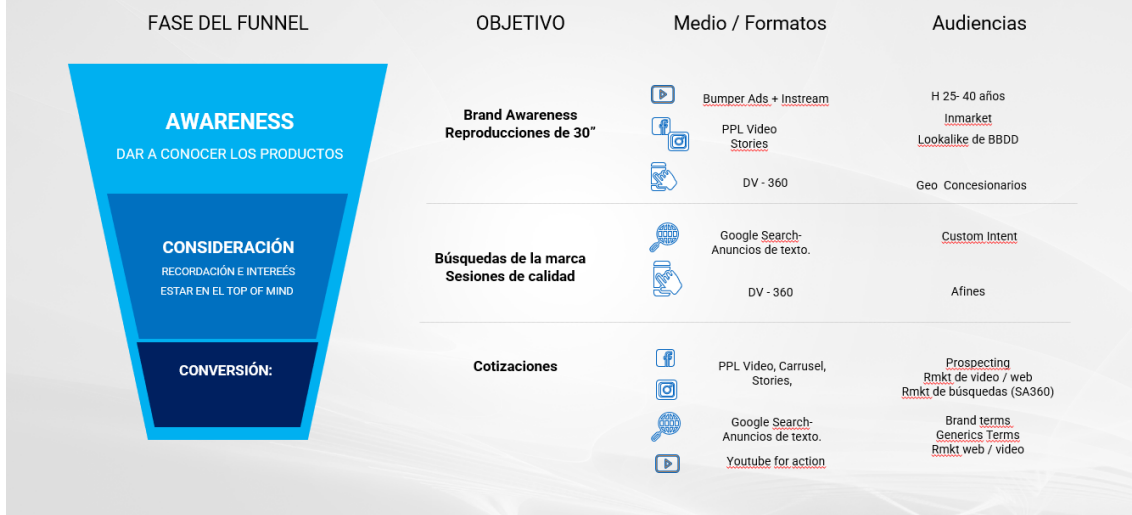 FASE DEL FUNNEL
OBJETIVO
Medio / Formatos
Audiencias
AWARENESS
DAR A CONOCER LOS PRODUCTOS
Brand Awareness
Reproducciones de 30”
Bumper Ads + Instream
PPL Video
Stories
DV - 360
H 25- 40 años
Inmarket
Lookalike de BBDD
Geo Concesionarios
CONSIDERACIÓN
RECORDACIÓN E INTEREÉS
ESTAR EN EL TOP OF MIND
Búsquedas de la marca
Sesiones de calidad
Google Search-
Anuncios de texto.
DV - 360
Custom Intent
Afines
CONVERSIÓN:
Cotizaciones
PPL Video, Carrusel,
Stories,
Google Search-
Anuncios de texto.
Youtube for action
Prospecting
Rmkt de video / web
Rmkt de búsquedas (SA360)
Brand terms
Generics Terms
Rmkt web / video